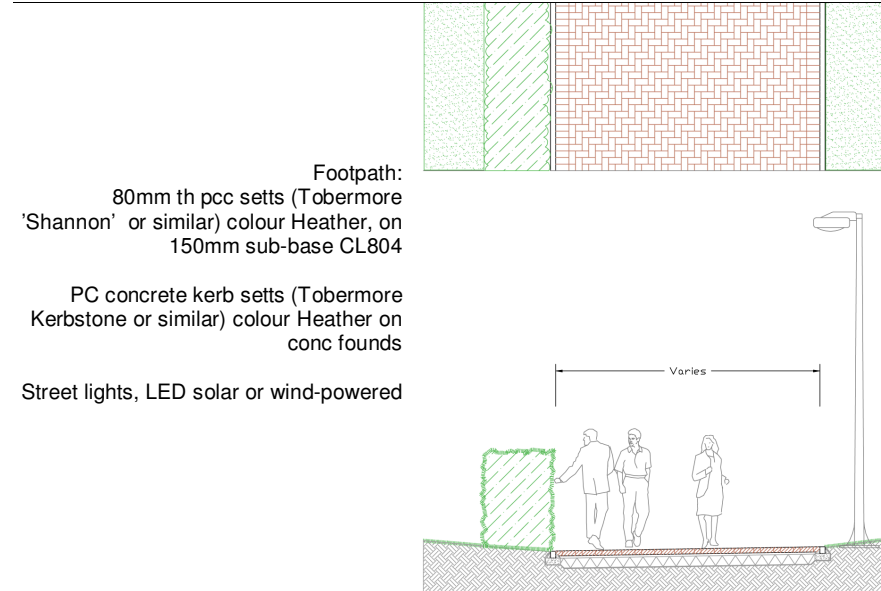 Footpath:
80mm th pcc setts (Tobermore
'Shannon' or similar) colour Heather, on
150mm sub-base CL804
PC concrete kerb setts (Tobermore
Kerbstone or similar) colour Heather on
conc founds
Street lights, LED solar or wind-powered
Varies